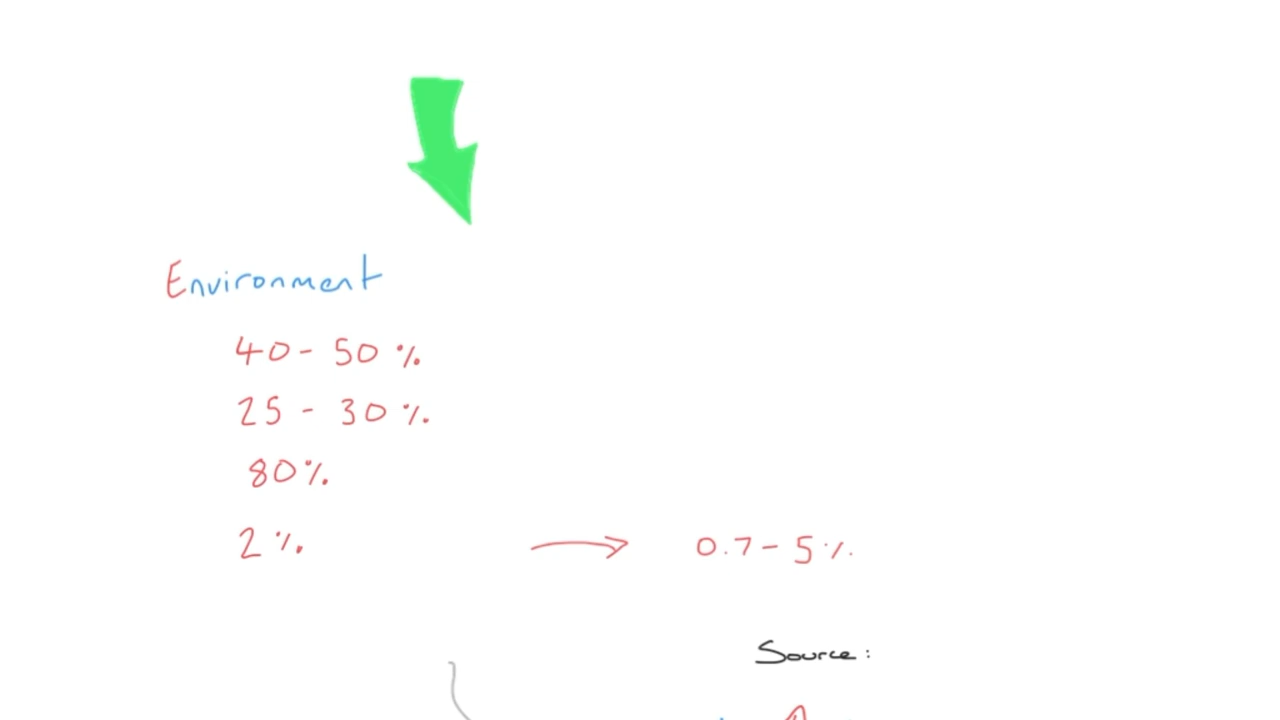 Environment
40 - 50 %
25 - 30 %
80%
2 % → 0.7 - 5 %
Source: